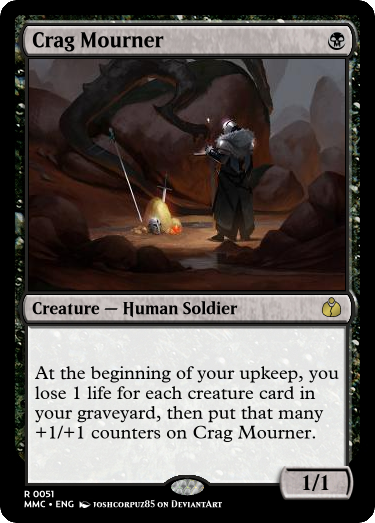 Crag Mourner
Creature — Human Soldier
At the beginning of your upkeep, you
lose 1 life for each creature card in
your graveyard, then put that many
+1/+1 counters on Crag Mourner.
1/1
R 0051
MMC • ENG joshcorpuz85 on DeviantArt